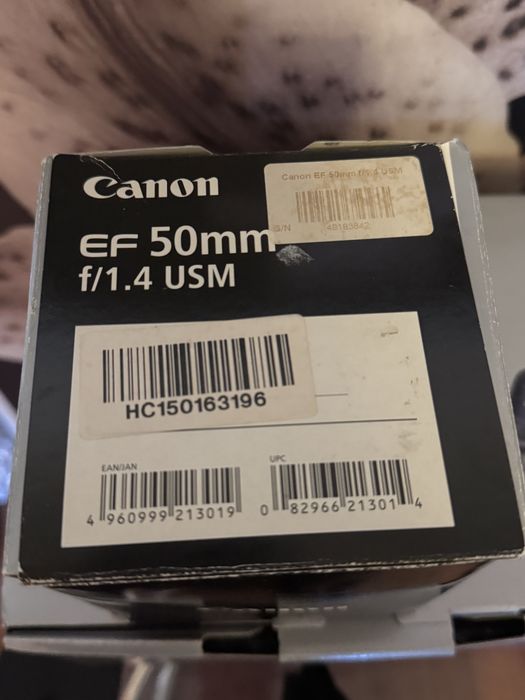 Canon
EF 50mm
f/1.4 USM
Canon EF 50mm f/1.4 USM
S/N 48183842
HC150163196
EAN/JAN
4 960999 213019
UPC
0 82966 21301 4